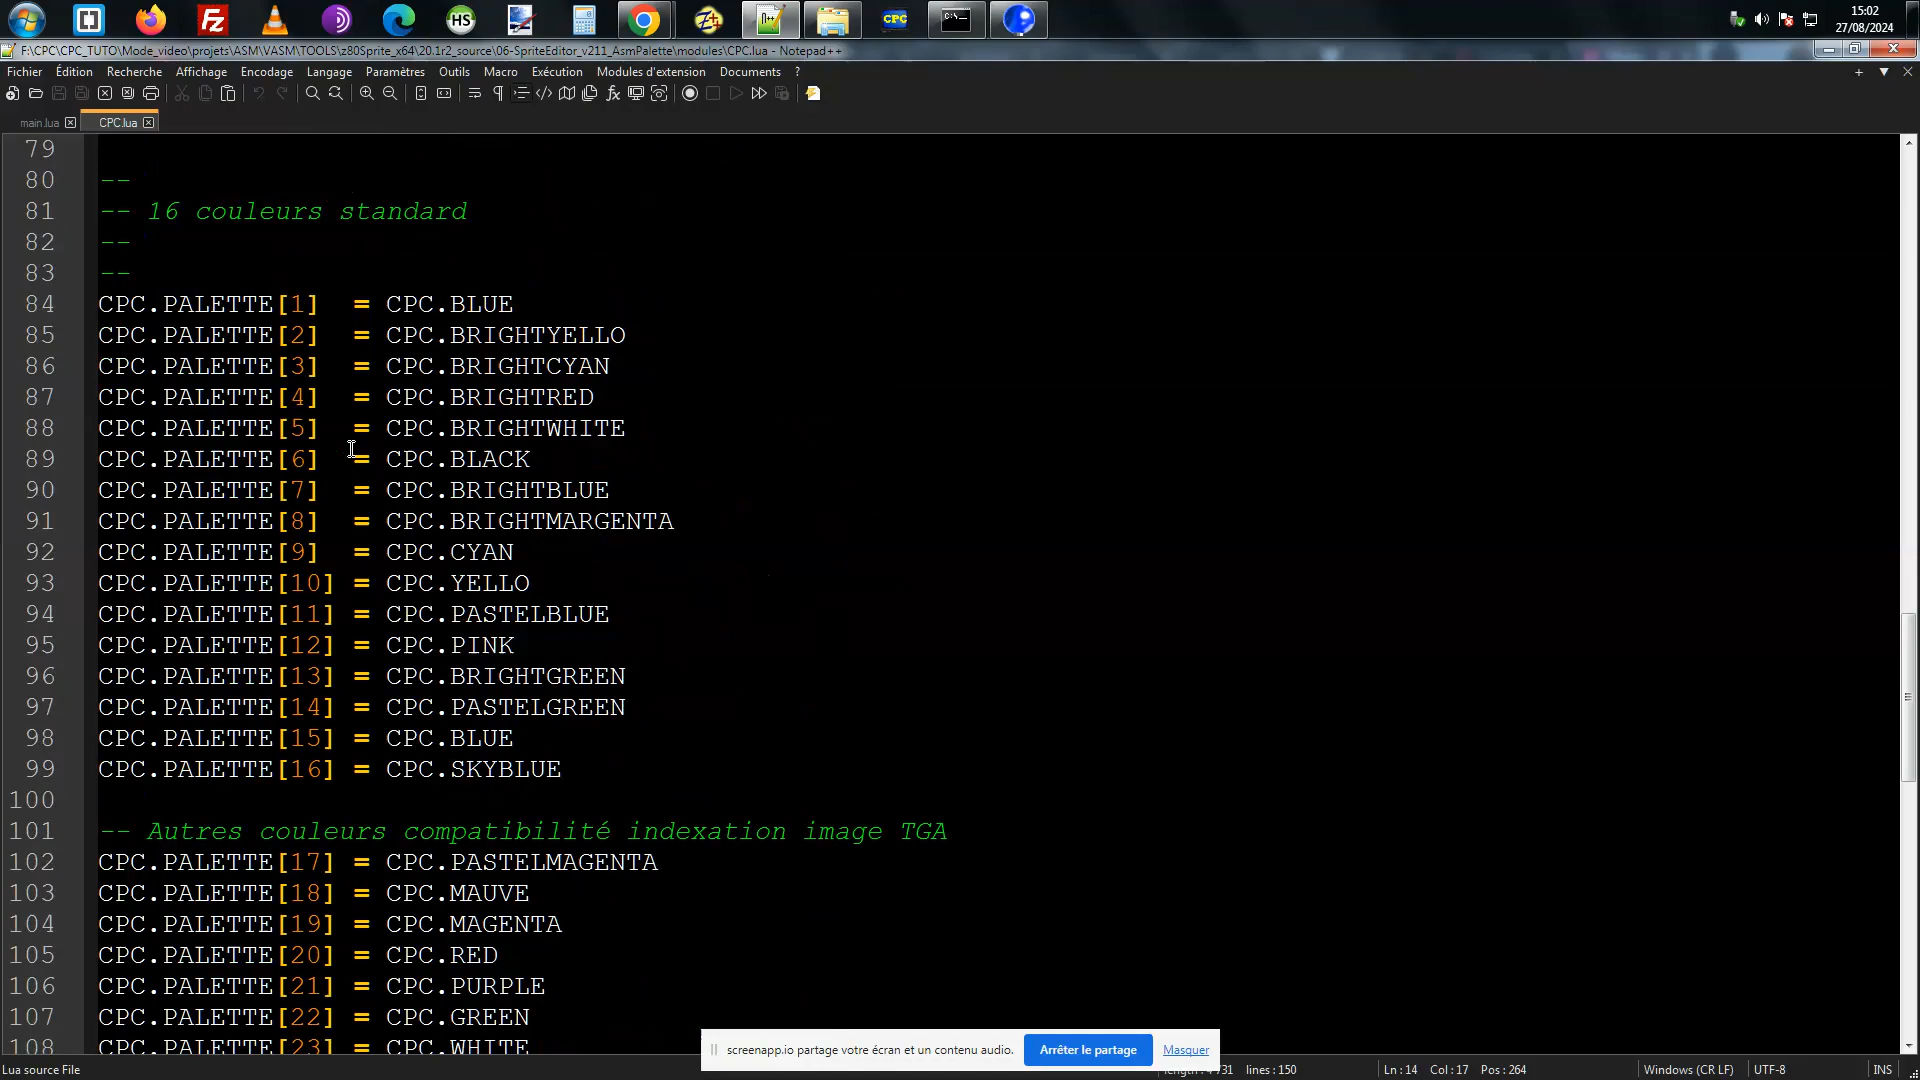 15:02
27/08/2024
F:\CPC\CPC_TUTO\Mode_video\projets\ASM\VASM\TOOLS\z80Sprite_x64\20.1r2_source\06-SpriteEditor_v211_AsmPalette\modules\CPC.lua - Notepad++
Fichier Édition Recherche Affichage Encodage Langage Paramètres Outils Macro Exécution Modules d'extension Documents ?
main.lua CPC.lua
79
80 --
81 -- 16 couleurs standard
82 --
83 --
84 CPC.PALETTE[1] = CPC.BLUE
85 CPC.PALETTE[2] = CPC.BRIGHTYELLO
86 CPC.PALETTE[3] = CPC.BRIGHTCYAN
87 CPC.PALETTE[4] = CPC.BRIGHTRED
88 CPC.PALETTE[5] = CPC.BRIGHTWHITE
89 CPC.PALETTE[6] = CPC.BLACK
90 CPC.PALETTE[7] = CPC.BRIGHTBLUE
91 CPC.PALETTE[8] = CPC.BRIGHTMARGENTA
92 CPC.PALETTE[9] = CPC.CYAN
93 CPC.PALETTE[10] = CPC.YELLO
94 CPC.PALETTE[11] = CPC.PASTELBLUE
95 CPC.PALETTE[12] = CPC.PINK
96 CPC.PALETTE[13] = CPC.BRIGHTGREEN
97 CPC.PALETTE[14] = CPC.PASTELGREEN
98 CPC.PALETTE[15] = CPC.BLUE
99 CPC.PALETTE[16] = CPC.SKYBLUE
100
101 -- Autres couleurs compatibilité indexation image TGA
102 CPC.PALETTE[17] = CPC.PASTELMAGENTA
103 CPC.PALETTE[18] = CPC.MAUVE
104 CPC.PALETTE[19] = CPC.MAGENTA
105 CPC.PALETTE[20] = CPC.RED
106 CPC.PALETTE[21] = CPC.PURPLE
107 CPC.PALETTE[22] = CPC.GREEN
108 CPC.PALETTE[23] = CPC.WHITE
screenapp.io partage votre écran et un contenu audio. Arrêter le partage Masquer
Lua source File lines : 150 Ln : 14 Col : 17 Pos : 264 Windows (CR LF) UTF-8 INS